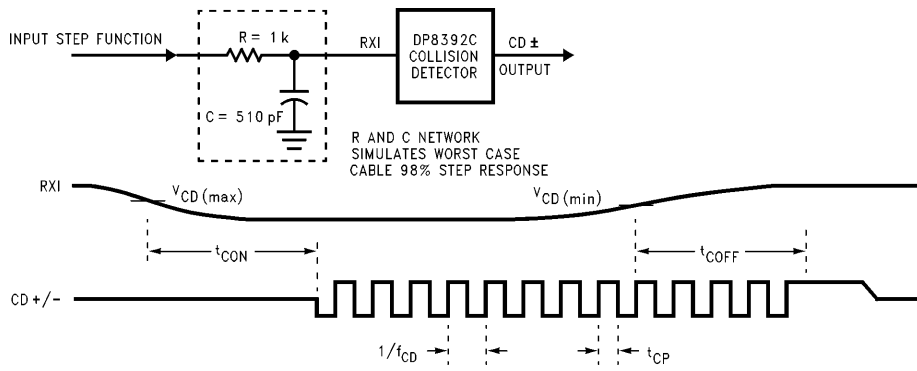 INPUT STEP FUNCTION
R = 1k
RXI
DP8392C
COLLISION
DETECTOR
CD ±
OUTPUT
C = 510 pF
R AND C NETWORK
SIMULATES WORST CASE
CABLE 98% STEP RESPONSE
RXI
VCD (max)
VCD (min)
tCON
tCOFF
CD +/-
1/fCD
tCP